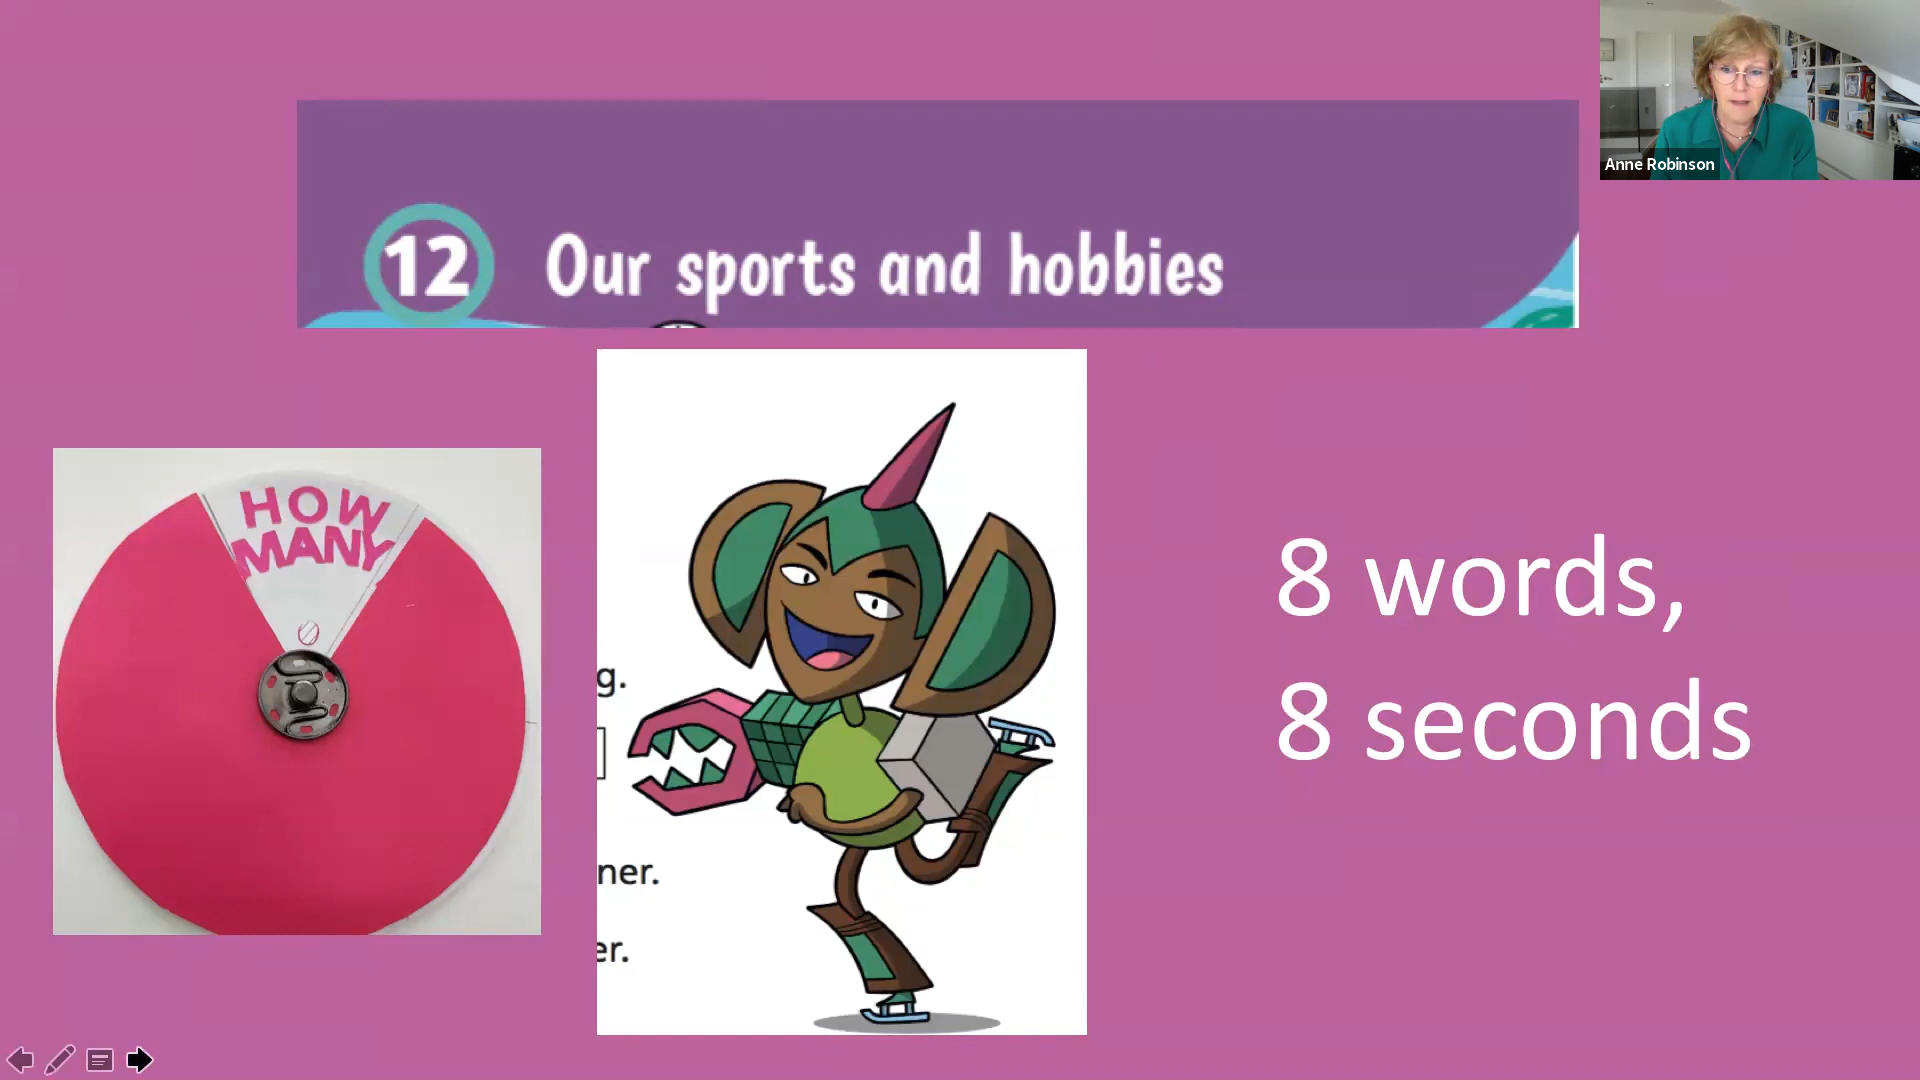 Anne Robinson
12 Our sports and hobbies
HOW
MANY
g.
ner.
er.
8 words,
8 seconds